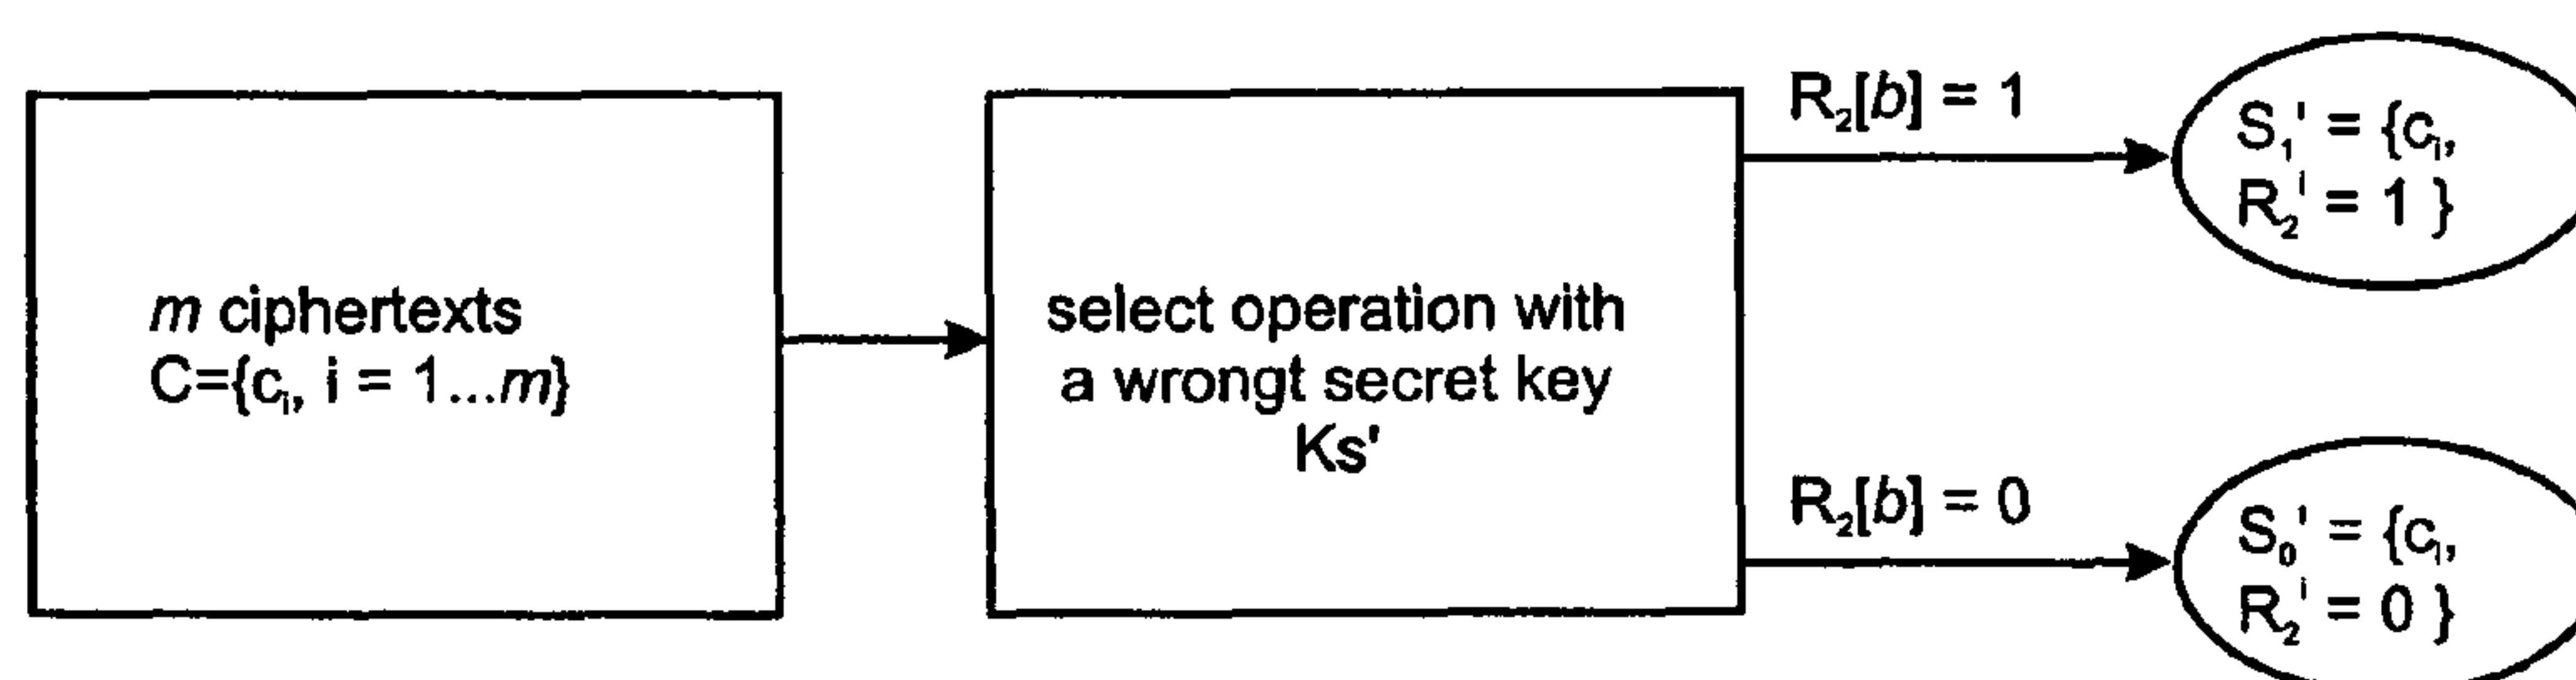 m ciphertexts
C={cᵢ, i = 1...m}
select operation with
a wrongt secret key
Ks'
R₂[b] = 1
S₁' = {cᵢ,
R₂ⁱ = 1 }
R₂[b] = 0
S₀' = {cᵢ,
R₂ⁱ = 0 }